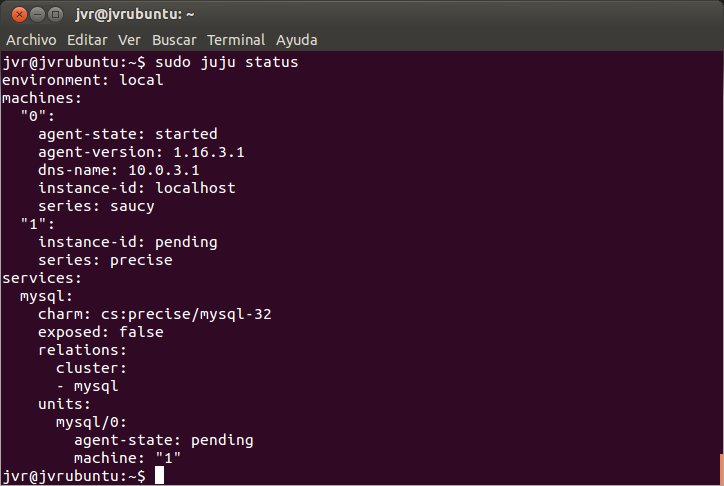 jvr@jvrubuntu: ~
Archivo Editar Ver Buscar Terminal Ayuda
jvr@jvrubuntu:~$ sudo juju status
environment: local
machines:
  "0":
    agent-state: started
    agent-version: 1.16.3.1
    dns-name: 10.0.3.1
    instance-id: localhost
    series: saucy
  "1":
    instance-id: pending
    series: precise
services:
  mysql:
    charm: cs:precise/mysql-32
    exposed: false
    relations:
      cluster:
      - mysql
    units:
      mysql/0:
        agent-state: pending
        machine: "1"
jvr@jvrubuntu:~$